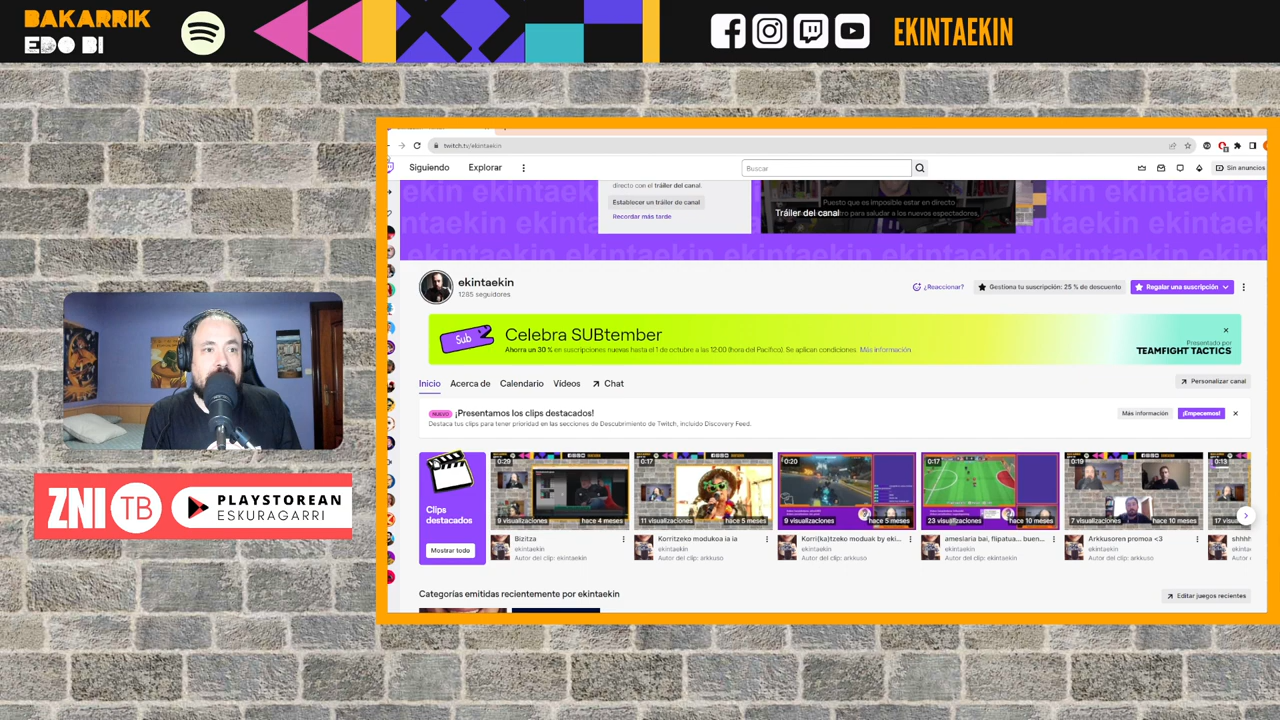 BAKARRIK
EDO BI
EKINTAEKIN
twitch.tv/ekintaekin
Siguiendo
Explorar
Buscar
Sin anuncios
directo con el tráiler del canal.
Establecer un tráiler de canal
Recordar más tarde
Puesto que es imposible estar en directo
Tráiler del canal
tro para saludar a los nuevos espectadores,
ekintaekin ekintaekin
ekintaekin
1285 seguidores
¿Reaccionar?
Gestiona tu suscripción: 25 % de descuento
Regalar una suscripción
Sub
Celebra SUBtember
Ahorra un 30 % en suscripciones nuevas hasta el 1 de octubre a las 12:00 (hora del Pacífico). Se aplican condiciones. Más información.
Presentado por
TEAMFIGHT TACTICS
Inicio
Acerca de
Calendario
Vídeos
Chat
Personalizar canal
NUEVO
¡Presentamos los clips destacados!
Destaca tus clips para tener prioridad en las secciones de Descubrimiento de Twitch, incluido Discovery Feed.
Más información
¡Empecemos!
Clips
destacados
Mostrar todo
0:29
9 visualizaciones
hace 4 meses
Bizitza
ekintaekin
Autor del clip: ekintaekin
0:17
11 visualizaciones
hace 5 meses
Korritzeko modukoa ia ia
ekintaekin
Autor del clip: arkkuso
0:20
9 visualizaciones
hace 5 meses
Korri(ka)tzeko moduak by eki...
ekintaekin
Autor del clip: arkkuso
0:17
23 visualizaciones
hace 10 meses
ameslaria bai, flipatua... buen...
ekintaekin
Autor del clip: ekintaekin
0:19
7 visualizaciones
hace 10 meses
Arkkusoren promoa <3
ekintaekin
Autor del clip: arkkuso
0:13
17 visu
shhhh
ekinta
Autor
Categorías emitidas recientemente por ekintaekin
Editar juegos recientes
ZNI TB
PLAYSTOREAN
ESKURAGARRI